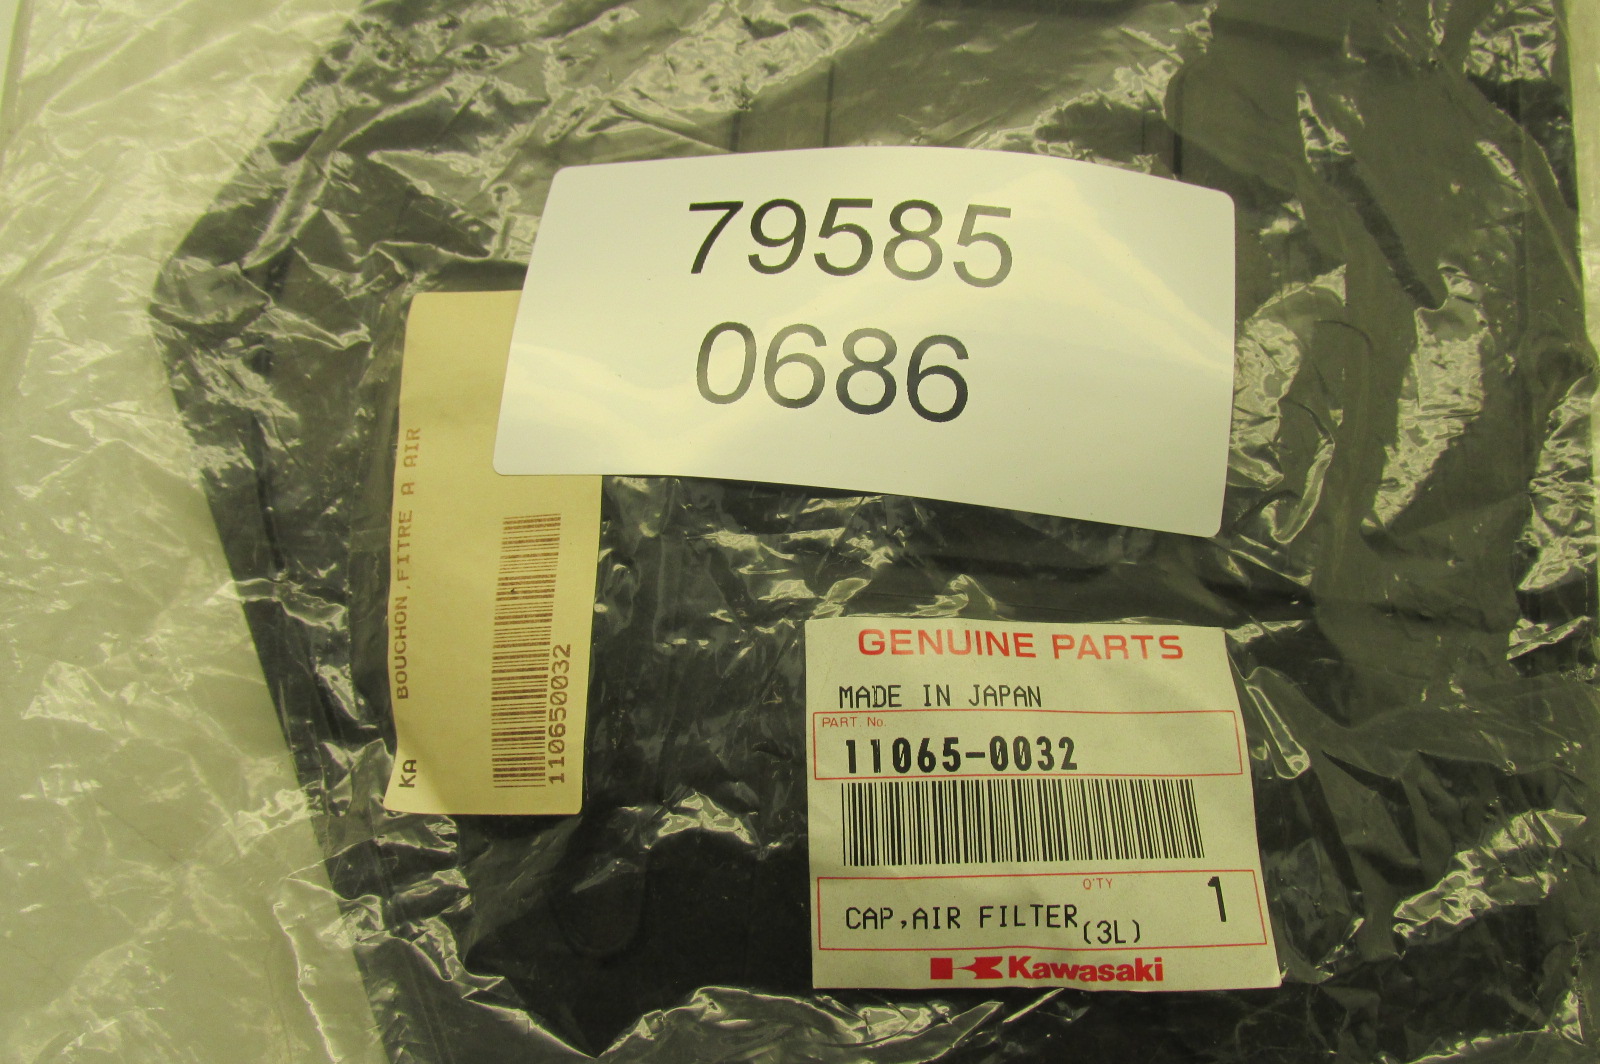 79585
0686
KA BOUCHON,FITRE A AIR
110650032
GENUINE PARTS
MADE IN JAPAN
PART. No.
11065-0032
Q'TY
1
CAP,AIR FILTER(3L)
Kawasaki